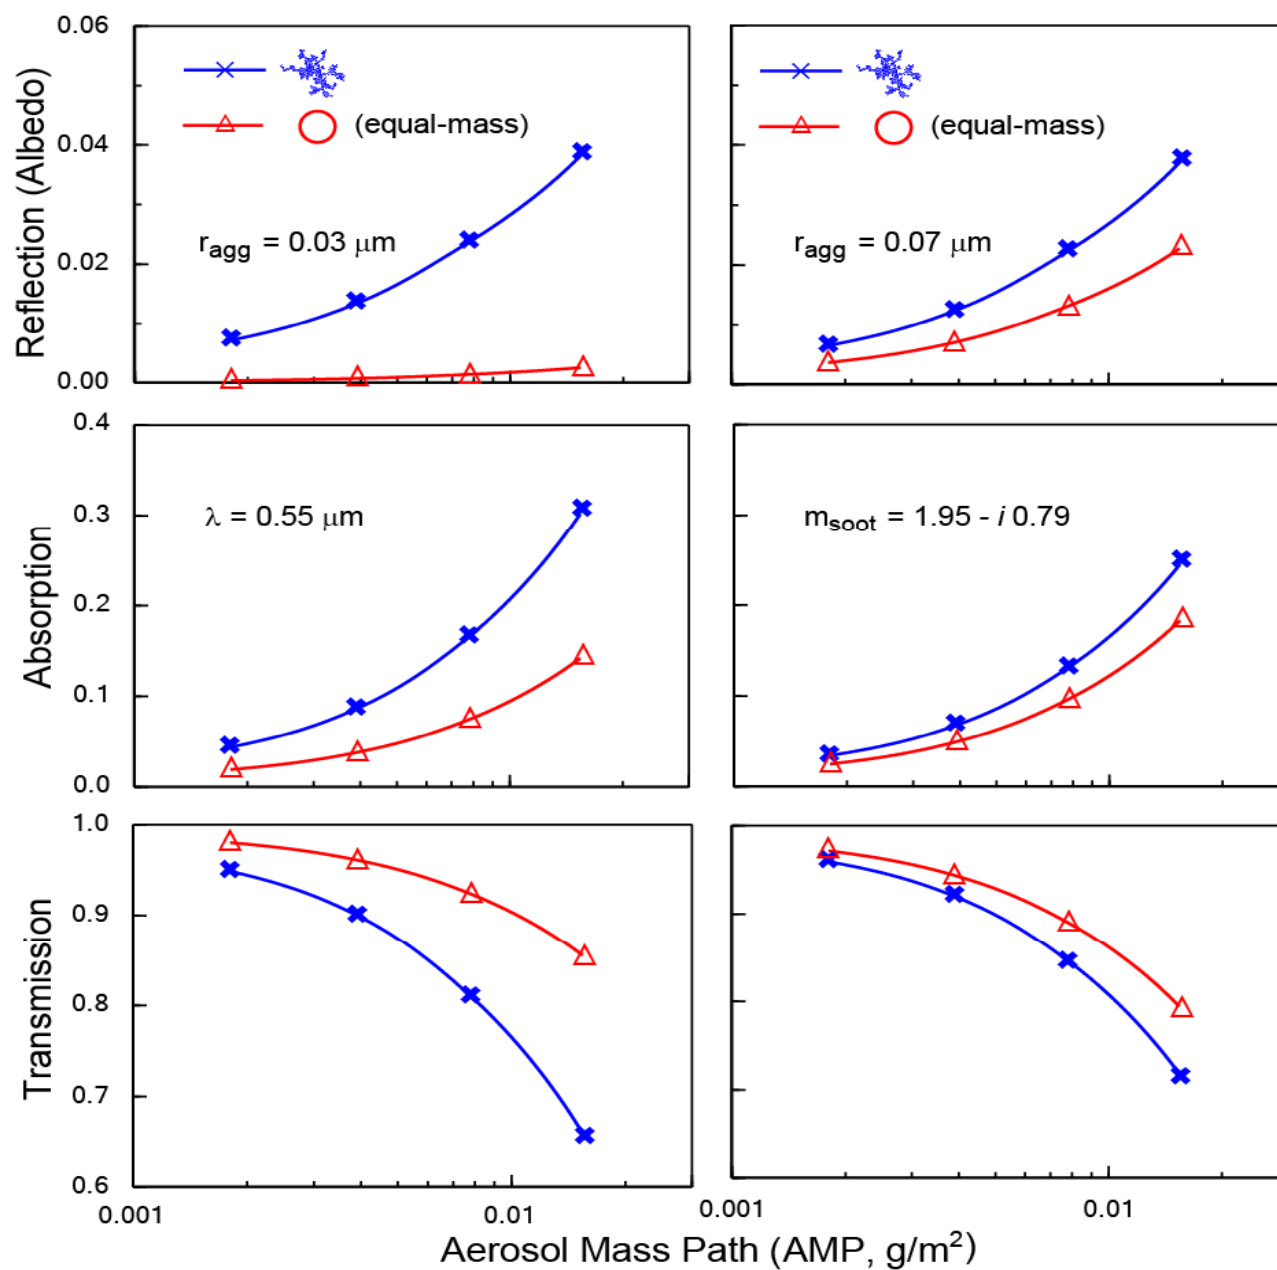 0.06
0.04
0.02
0.00
Reflection (Albedo)
(equal-mass)
r_agg = 0.03 μm
(equal-mass)
r_agg = 0.07 μm
0.4
0.3
0.2
0.1
0.0
Absorption
λ = 0.55 μm
m_soot = 1.95 - i 0.79
1.0
0.9
0.8
0.7
0.6
Transmission
0.001
0.01
0.001
0.01
Aerosol Mass Path (AMP, g/m²)